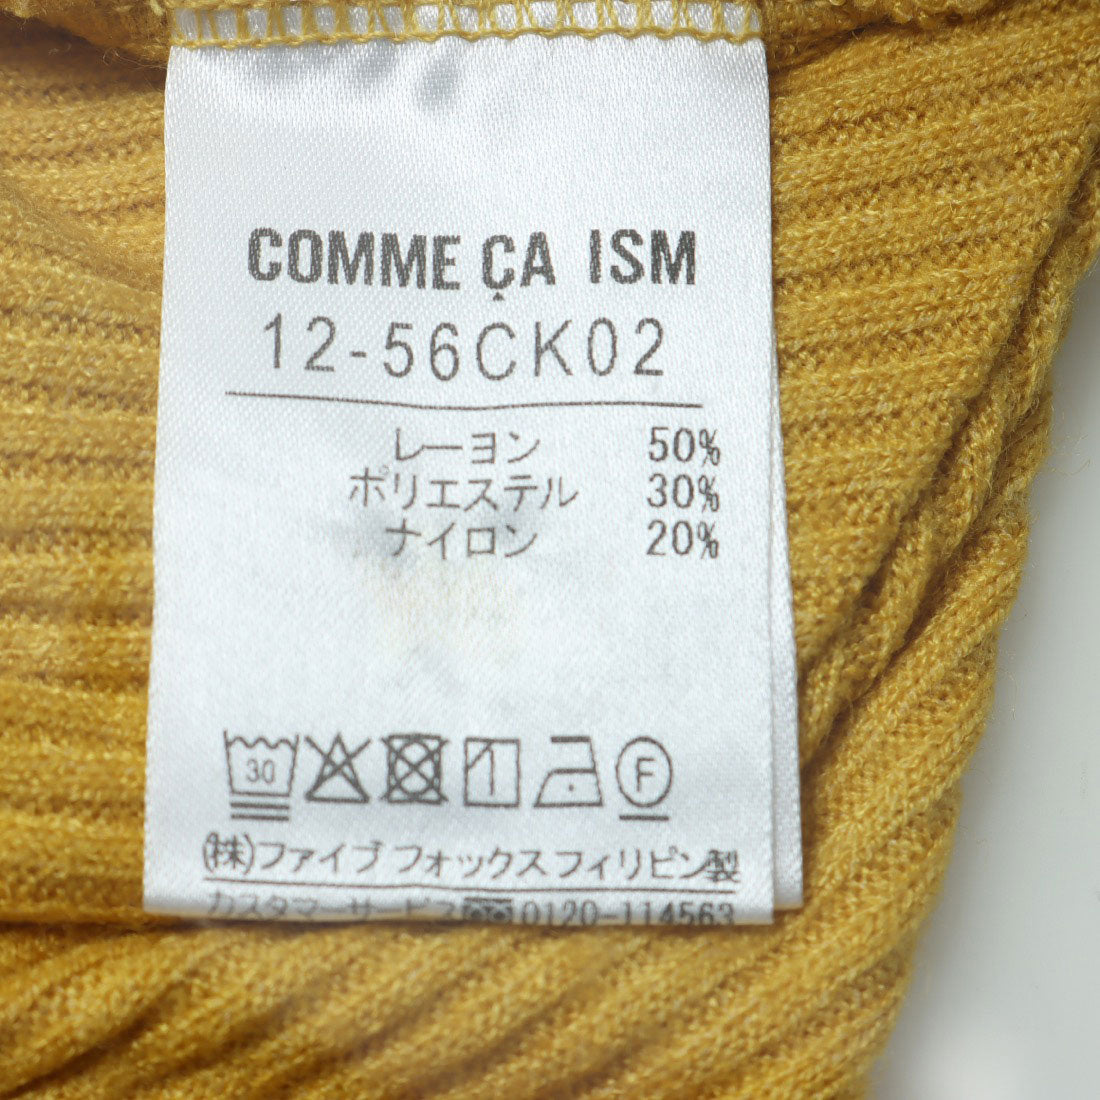 COMME ÇA ISM
12-56CK02
レーヨン 50%
ポリエステル 30%
ナイロン 20%
30 F
(株)ファイブ フォックス フィリピン製
カスタマーサービス 0120-114563